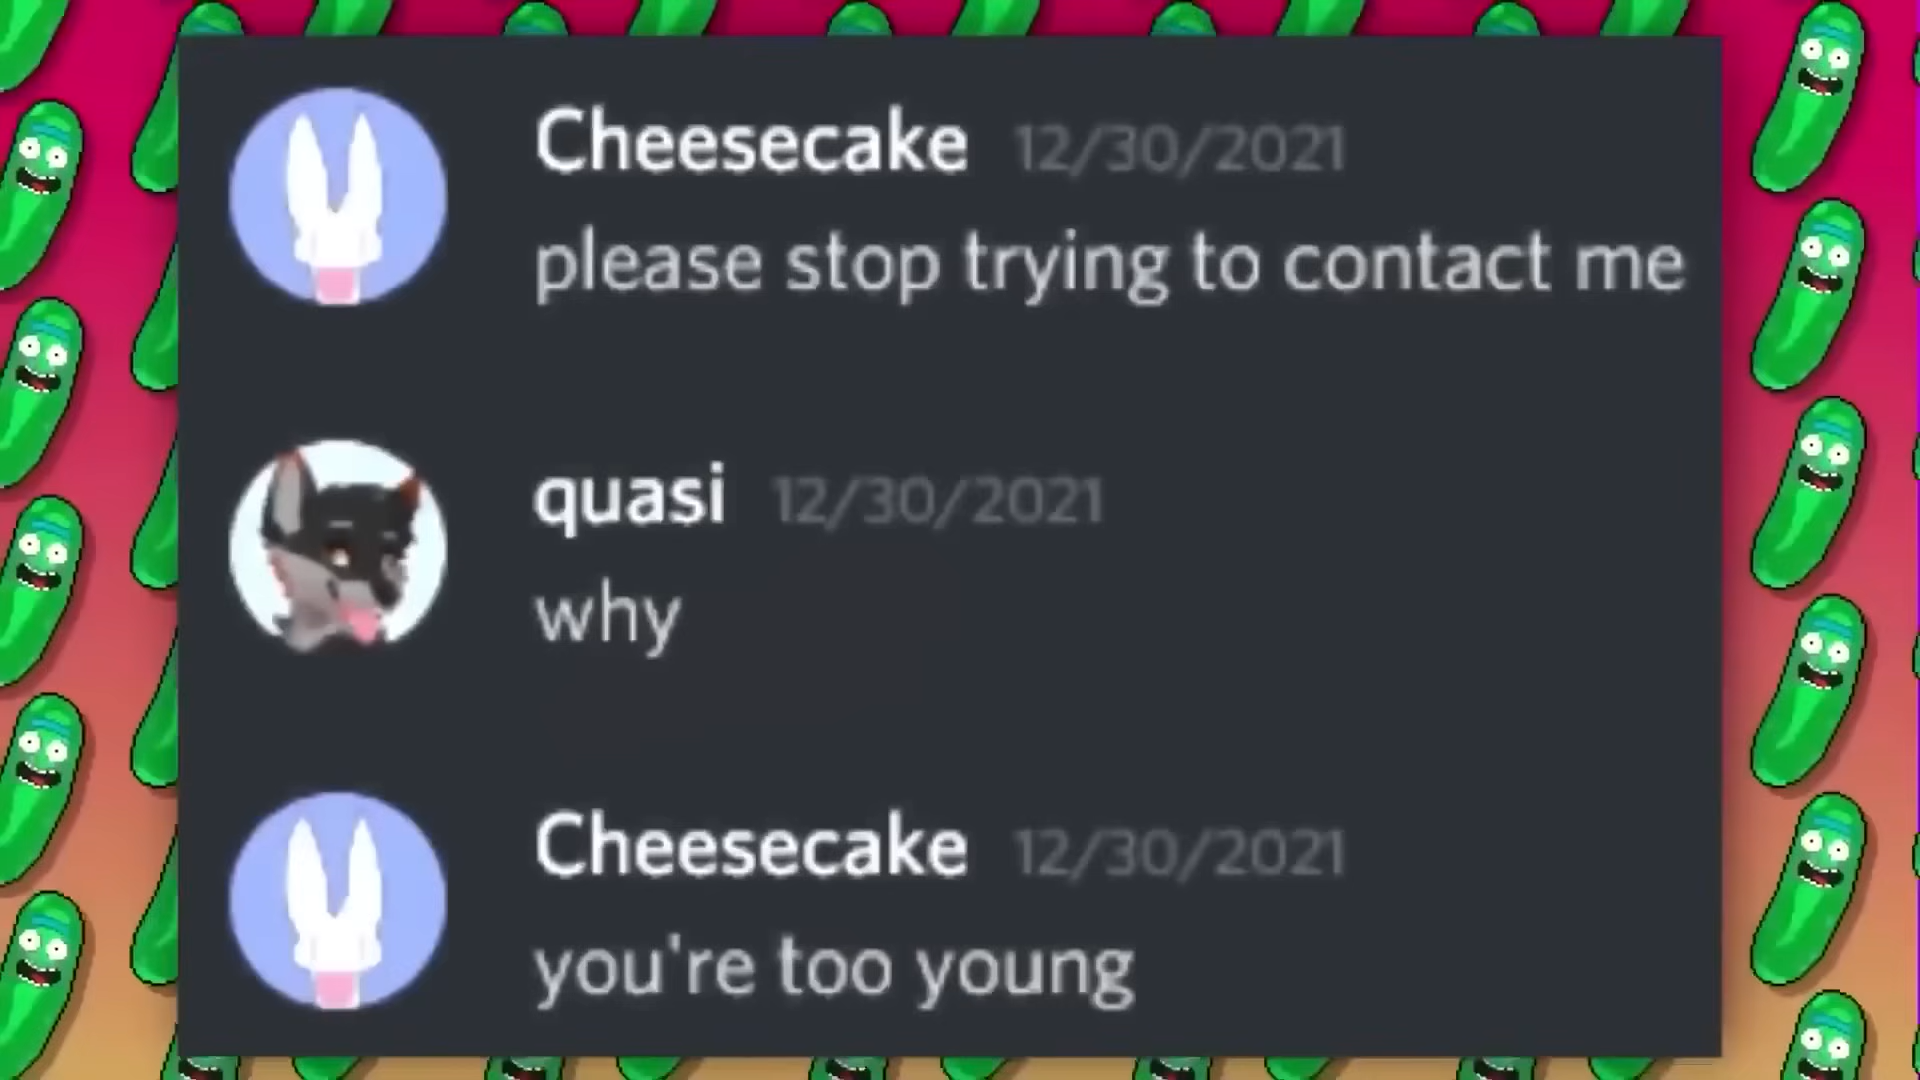 Cheesecake 12/30/2021
please stop trying to contact me
quasi 12/30/2021
why
Cheesecake 12/30/2021
you're too young